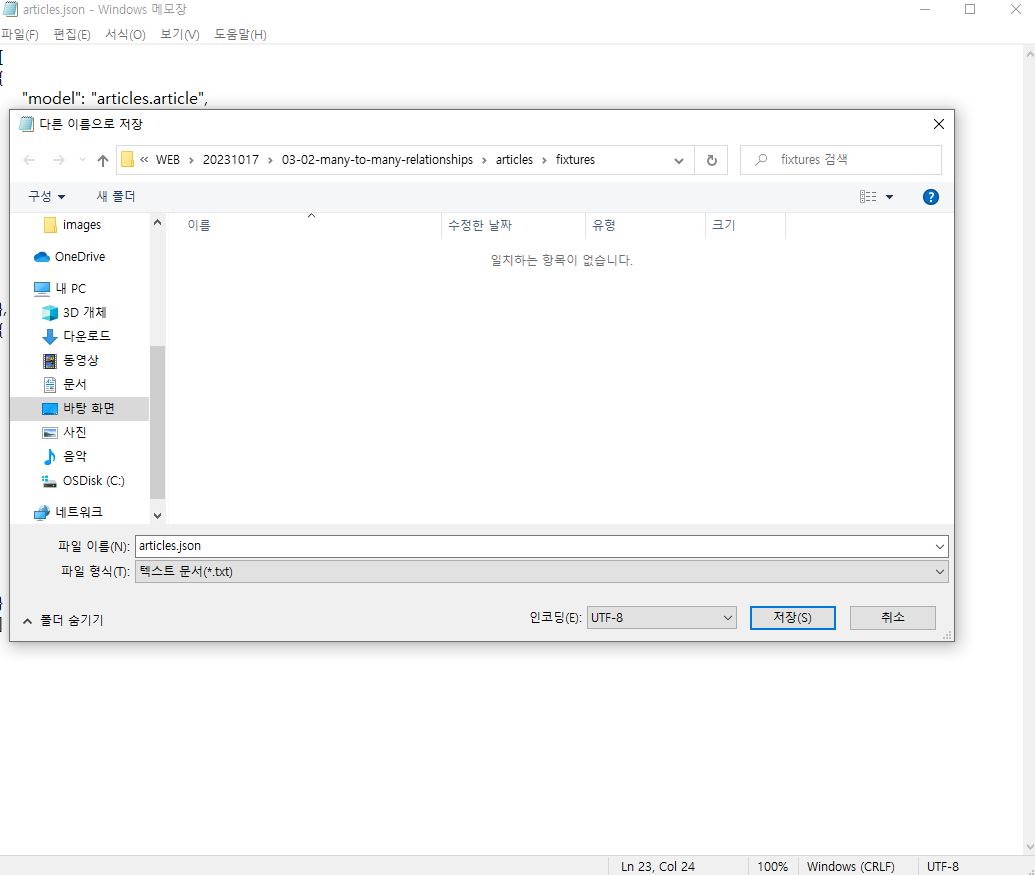 articles.json - Windows 메모장
파일(F) 편집(E) 서식(O) 보기(V) 도움말(H)
[
{
"model": "articles.article",
다른 이름으로 저장
« WEB › 20231017 › 03-02-many-to-many-relationships › articles › fixtures
fixtures 검색
구성 새 폴더
이름 수정한 날짜 유형 크기
일치하는 항목이 없습니다.
images
OneDrive
내 PC
3D 개체
다운로드
동영상
문서
바탕 화면
사진
음악
OSDisk (C:)
네트워크
},
{
파일 이름(N): articles.json
파일 형식(T): 텍스트 문서(*.txt)
}
]
폴더 숨기기
인코딩(E): UTF-8 저장(S) 취소
Ln 23, Col 24 100% Windows (CRLF) UTF-8